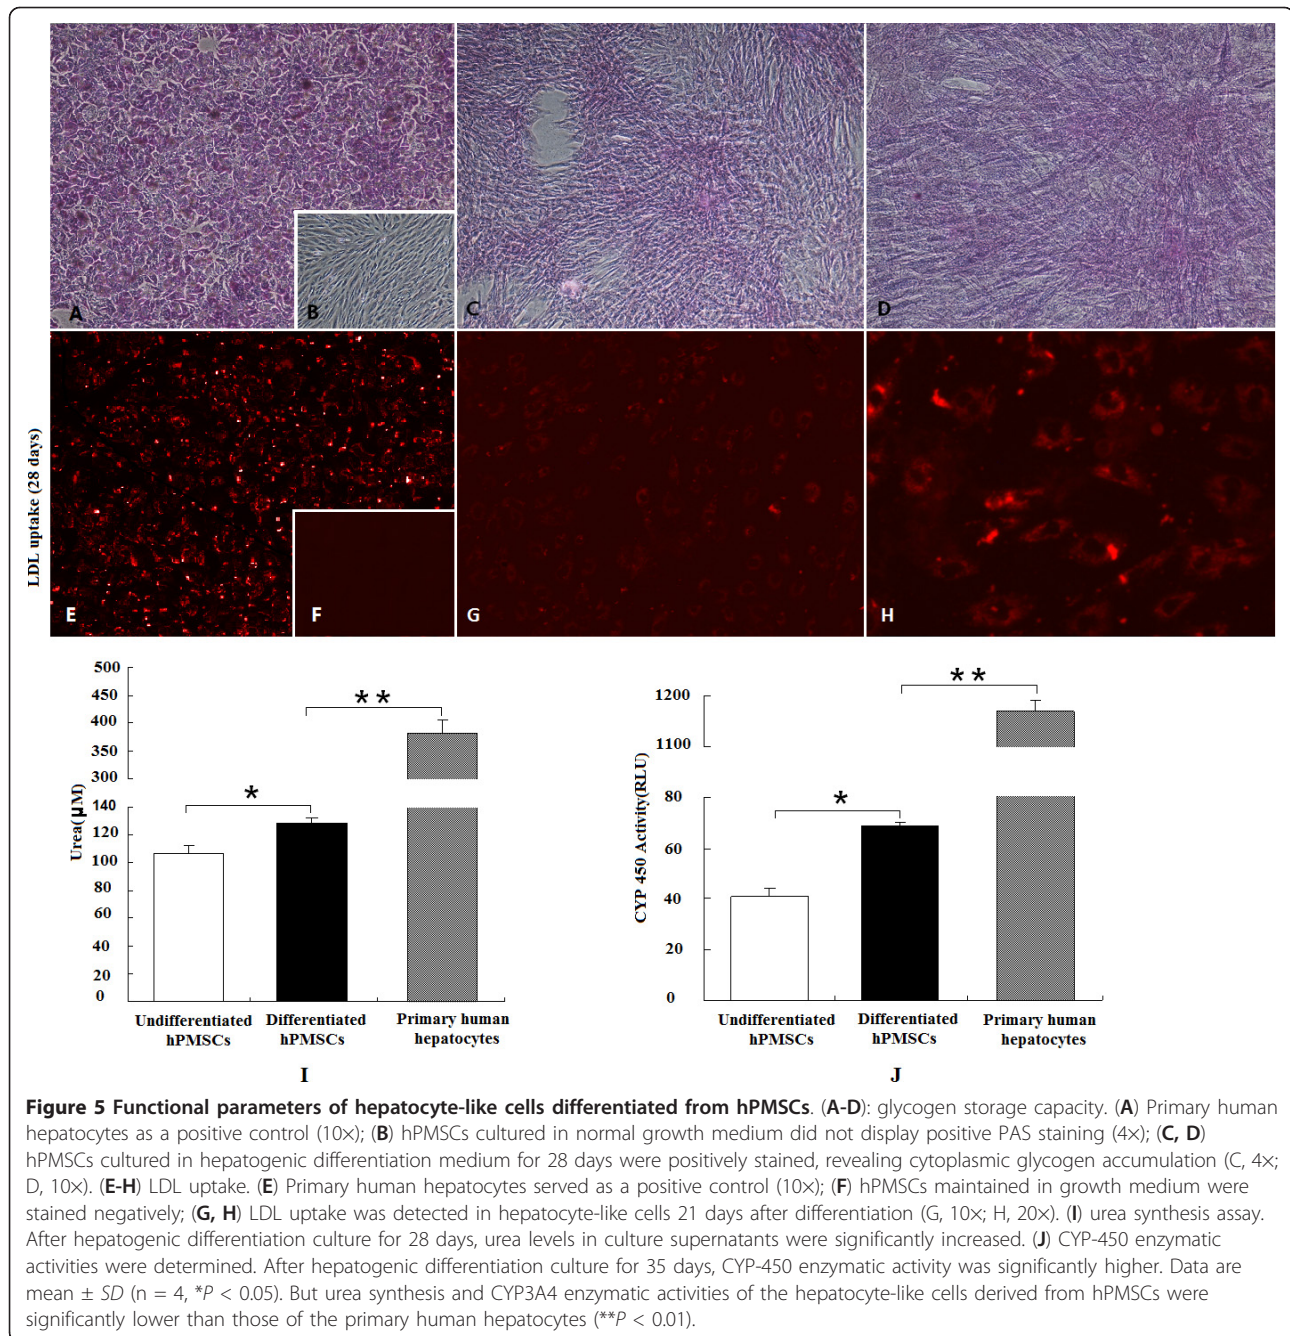 A
B
C
D
LDL uptake (28 days)
E
F
G
H
500
450
400
350
300
140
120
100
80
60
40
20
0
Urea(μM)
*
**
Undifferentiated hPMSCs
Differentiated hPMSCs
Primary human hepatocytes
I
1200
1100
80
60
40
20
0
CYP 450 Activity(RLU)
*
**
Undifferentiated hPMSCs
Differentiated hPMSCs
Primary human hepatocytes
J
Figure 5 Functional parameters of hepatocyte-like cells differentiated from hPMSCs. (A-D): glycogen storage capacity. (A) Primary human
hepatocytes as a positive control (10×); (B) hPMSCs cultured in normal growth medium did not display positive PAS staining (4×); (C, D)
hPMSCs cultured in hepatogenic differentiation medium for 28 days were positively stained, revealing cytoplasmic glycogen accumulation (C, 4×;
D, 10×). (E-H) LDL uptake. (E) Primary human hepatocytes served as a positive control (10×); (F) hPMSCs maintained in growth medium were
stained negatively; (G, H) LDL uptake was detected in hepatocyte-like cells 21 days after differentiation (G, 10×; H, 20×). (I) urea synthesis assay.
After hepatogenic differentiation culture for 28 days, urea levels in culture supernatants were significantly increased. (J) CYP-450 enzymatic
activities were determined. After hepatogenic differentiation culture for 35 days, CYP-450 enzymatic activity was significantly higher. Data are
mean ± SD (n = 4, *P < 0.05). But urea synthesis and CYP3A4 enzymatic activities of the hepatocyte-like cells derived from hPMSCs were
significantly lower than those of the primary human hepatocytes (**P < 0.01).